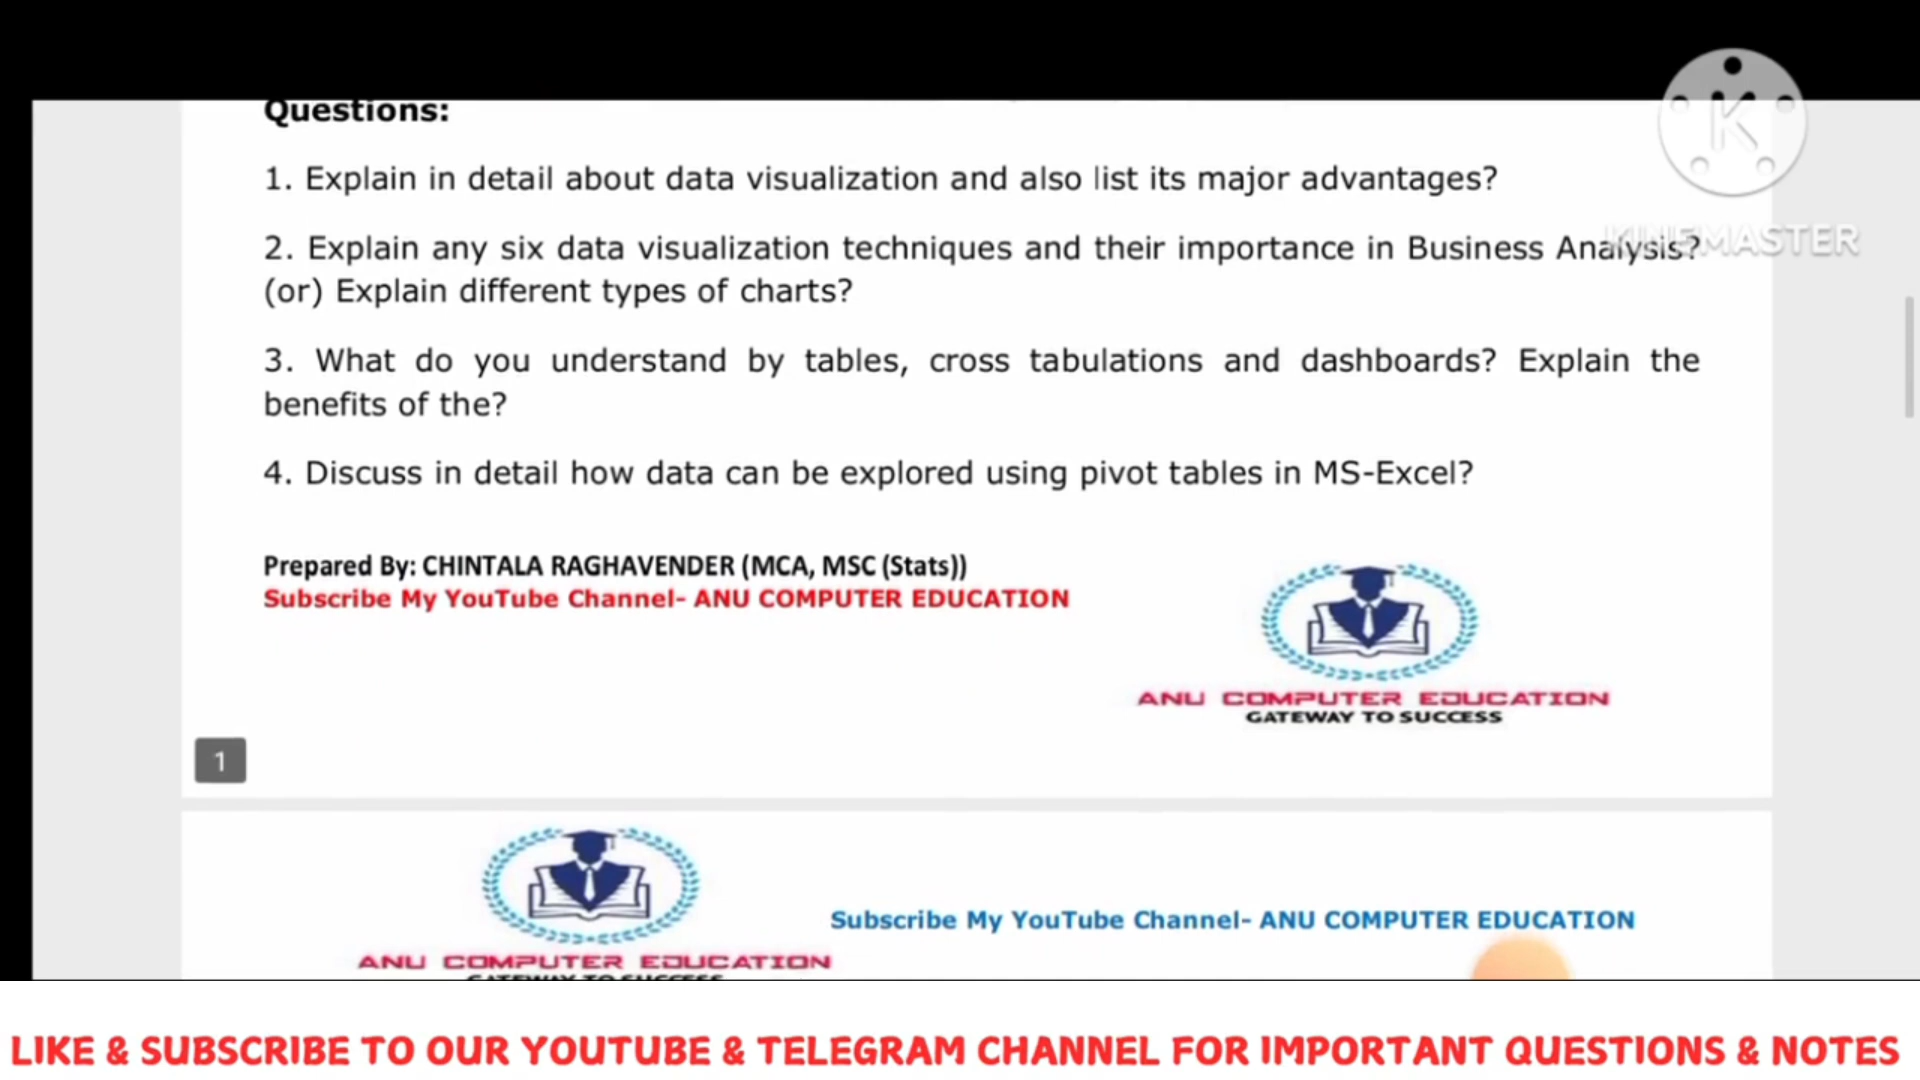 Questions:
1. Explain in detail about data visualization and also list its major advantages?
KINEMASTER
2. Explain any six data visualization techniques and their importance in Business Analysis?
(or) Explain different types of charts?
3. What do you understand by tables, cross tabulations and dashboards? Explain the
benefits of the?
4. Discuss in detail how data can be explored using pivot tables in MS-Excel?
Prepared By: CHINTALA RAGHAVENDER (MCA, MSC (Stats))
Subscribe My YouTube Channel- ANU COMPUTER EDUCATION
ANU COMPUTER EDUCATION
GATEWAY TO SUCCESS
1
Subscribe My YouTube Channel- ANU COMPUTER EDUCATION
ANU COMPUTER EDUCATION
GATEWAY TO SUCCESS
LIKE & SUBSCRIBE TO OUR YOUTUBE & TELEGRAM CHANNEL FOR IMPORTANT QUESTIONS & NOTES